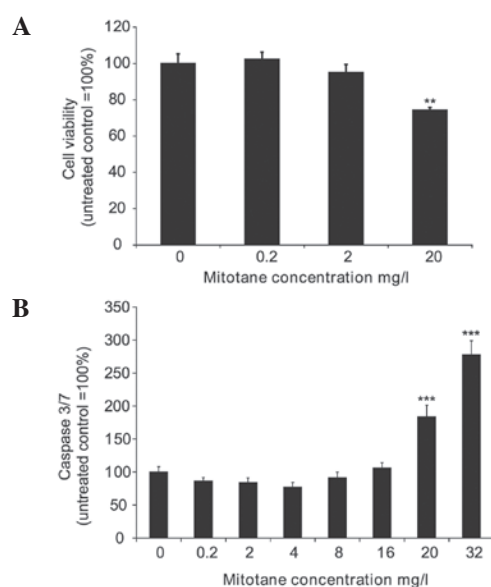 A
120
100
80
60
40
20
0
Cell viability
(untreated control =100%)
**
0 0.2 2 20
Mitotane concentration mg/l
B
350
300
250
200
150
100
50
0
Caspase 3/7
(untreated control =100%)
***
***
0 0.2 2 4 8 16 20 32
Mitotane concentration mg/l